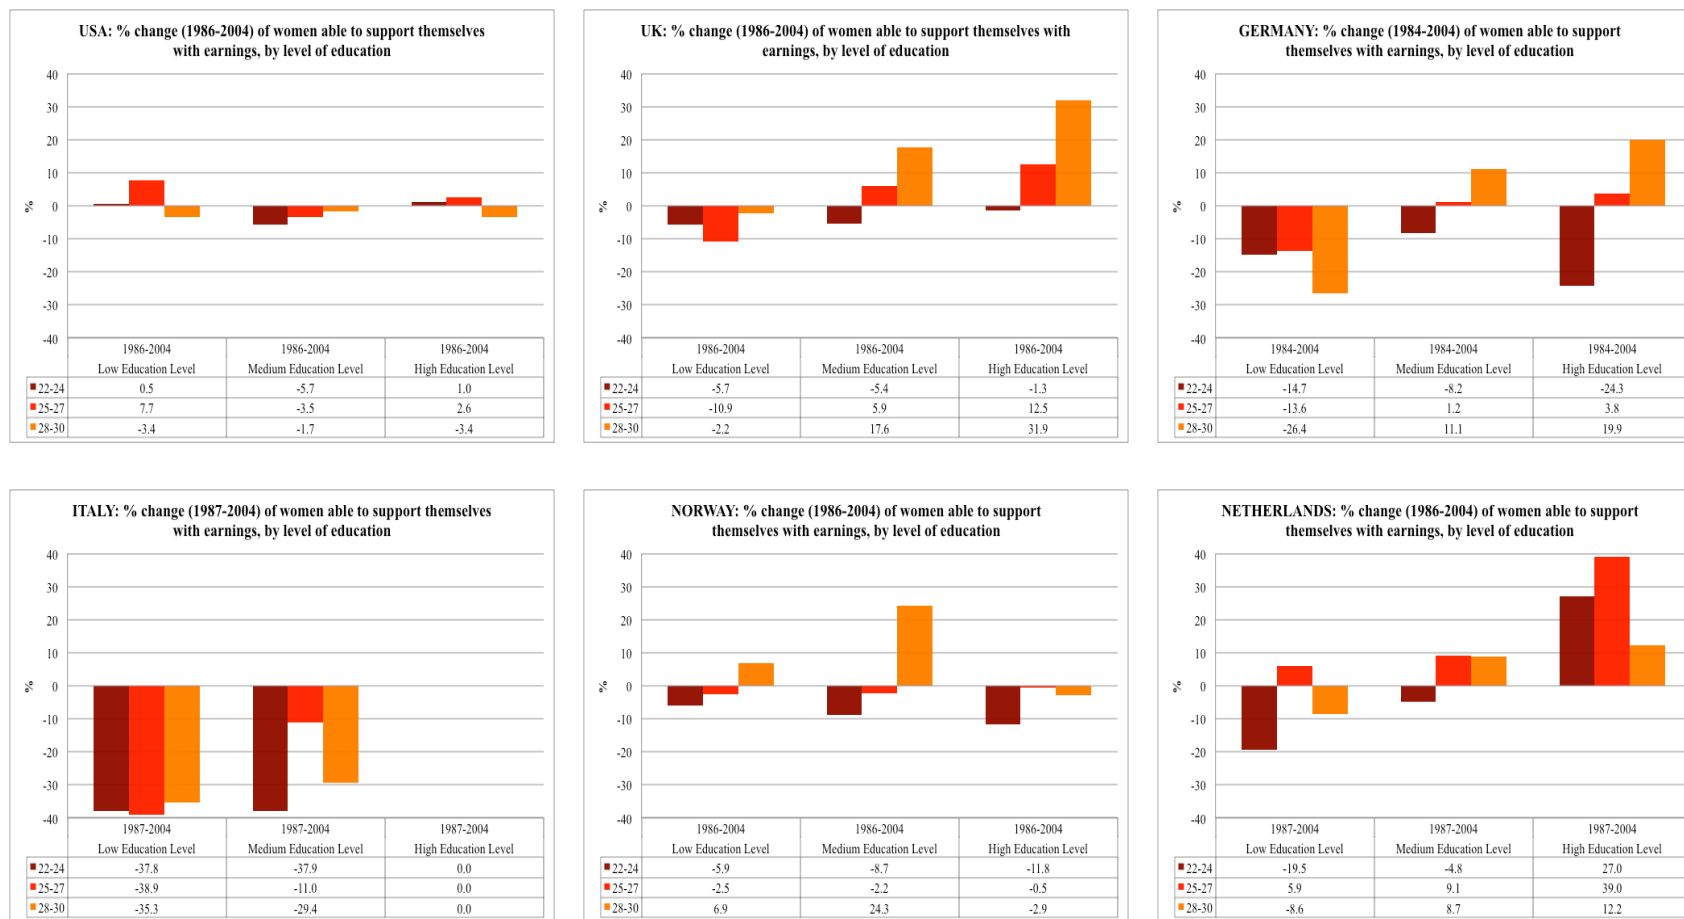 USA: % change (1986-2004) of women able to support themselves
with earnings, by level of education
40
30
20
10
0
-10
-20
-30
-40
%
1986-2004 1986-2004 1986-2004
Low Education Level Medium Education Level High Education Level
22-24 0.5 -5.7 1.0
25-27 7.7 -3.5 2.6
28-30 -3.4 -1.7 -3.4
UK: % change (1986-2004) of women able to support themselves with
earnings, by level of education
40
30
20
10
0
-10
-20
-30
-40
%
1986-2004 1986-2004 1986-2004
Low Education Level Medium Education Level High Education Level
22-24 -5.7 -5.4 -1.3
25-27 -10.9 5.9 12.5
28-30 -2.2 17.6 31.9
GERMANY: % change (1984-2004) of women able to support
themselves with earnings, by level of education
40
30
20
10
0
-10
-20
-30
-40
%
1984-2004 1984-2004 1984-2004
Low Education Level Medium Education Level High Education Level
22-24 -14.7 -8.2 -24.3
25-27 -13.6 1.2 3.8
28-30 -26.4 11.1 19.9
ITALY: % change (1987-2004) of women able to support themselves
with earnings, by level of education
40
30
20
10
0
-10
-20
-30
-40
%
1987-2004 1987-2004 1987-2004
Low Education Level Medium Education Level High Education Level
22-24 -37.8 -37.9 0.0
25-27 -38.9 -11.0 0.0
28-30 -35.3 -29.4 0.0
NORWAY: % change (1986-2004) of women able to support
themselves with earnings, by level of education
40
30
20
10
0
-10
-20
-30
-40
%
1986-2004 1986-2004 1986-2004
Low Education Level Medium Education Level High Education Level
22-24 -5.9 -8.7 -11.8
25-27 -2.5 -2.2 -0.5
28-30 6.9 24.3 -2.9
NETHERLANDS: % change (1986-2004) of women able to support
themselves with earnings, by level of education
40
30
20
10
0
-10
-20
-30
-40
%
1987-2004 1987-2004 1987-2004
Low Education Level Medium Education Level High Education Level
22-24 -19.5 -4.8 27.0
25-27 5.9 9.1 39.0
28-30 -8.6 8.7 12.2